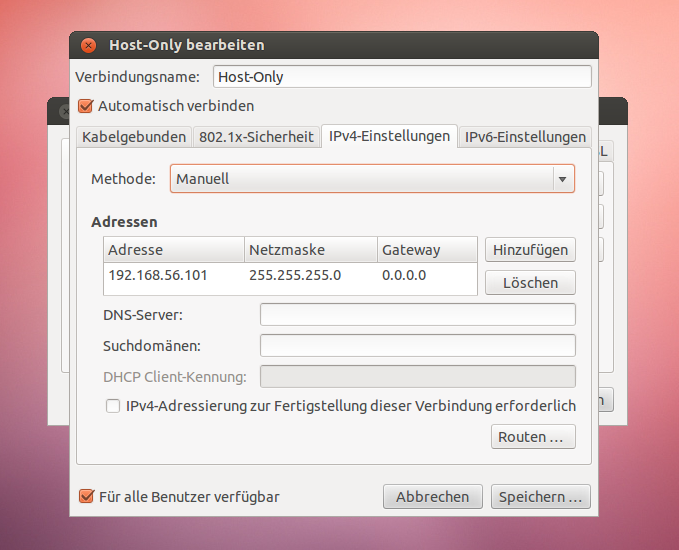 Host-Only bearbeiten
Verbindungsname: Host-Only
Automatisch verbinden
Kabelgebunden 802.1x-Sicherheit IPv4-Einstellungen IPv6-Einstellungen
Methode: Manuell
Adressen
Adresse Netzmaske Gateway Hinzufügen
192.168.56.101 255.255.255.0 0.0.0.0
Löschen
DNS-Server:
Suchdomänen:
DHCP Client-Kennung:
IPv4-Adressierung zur Fertigstellung dieser Verbindung erforderlich
Routen …
Für alle Benutzer verfügbar Abbrechen Speichern …